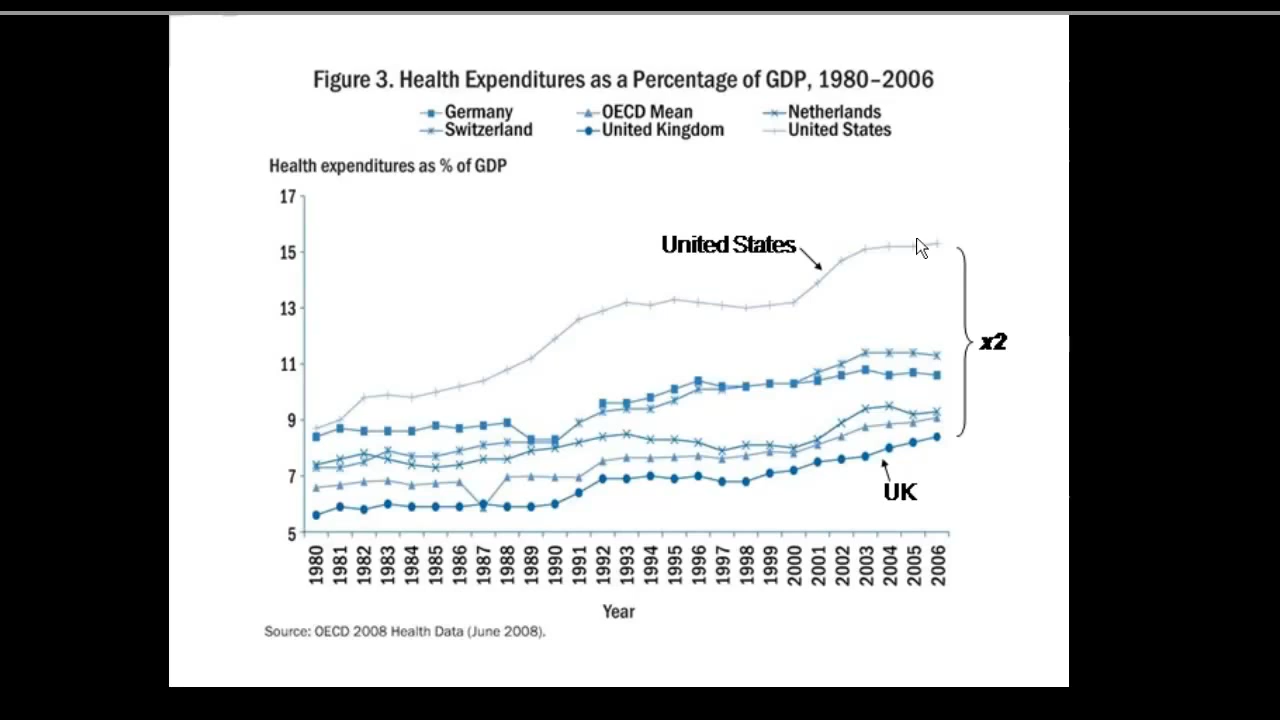 Figure 3. Health Expenditures as a Percentage of GDP, 1980–2006
Germany OECD Mean Netherlands
Switzerland United Kingdom United States
Health expenditures as % of GDP
17
15
13
11
9
7
5
United States
x2
UK
1980 1981 1982 1983 1984 1985 1986 1987 1988 1989 1990 1991 1992 1993 1994 1995 1996 1997 1998 1999 2000 2001 2002 2003 2004 2005 2006
Year
Source: OECD 2008 Health Data (June 2008).